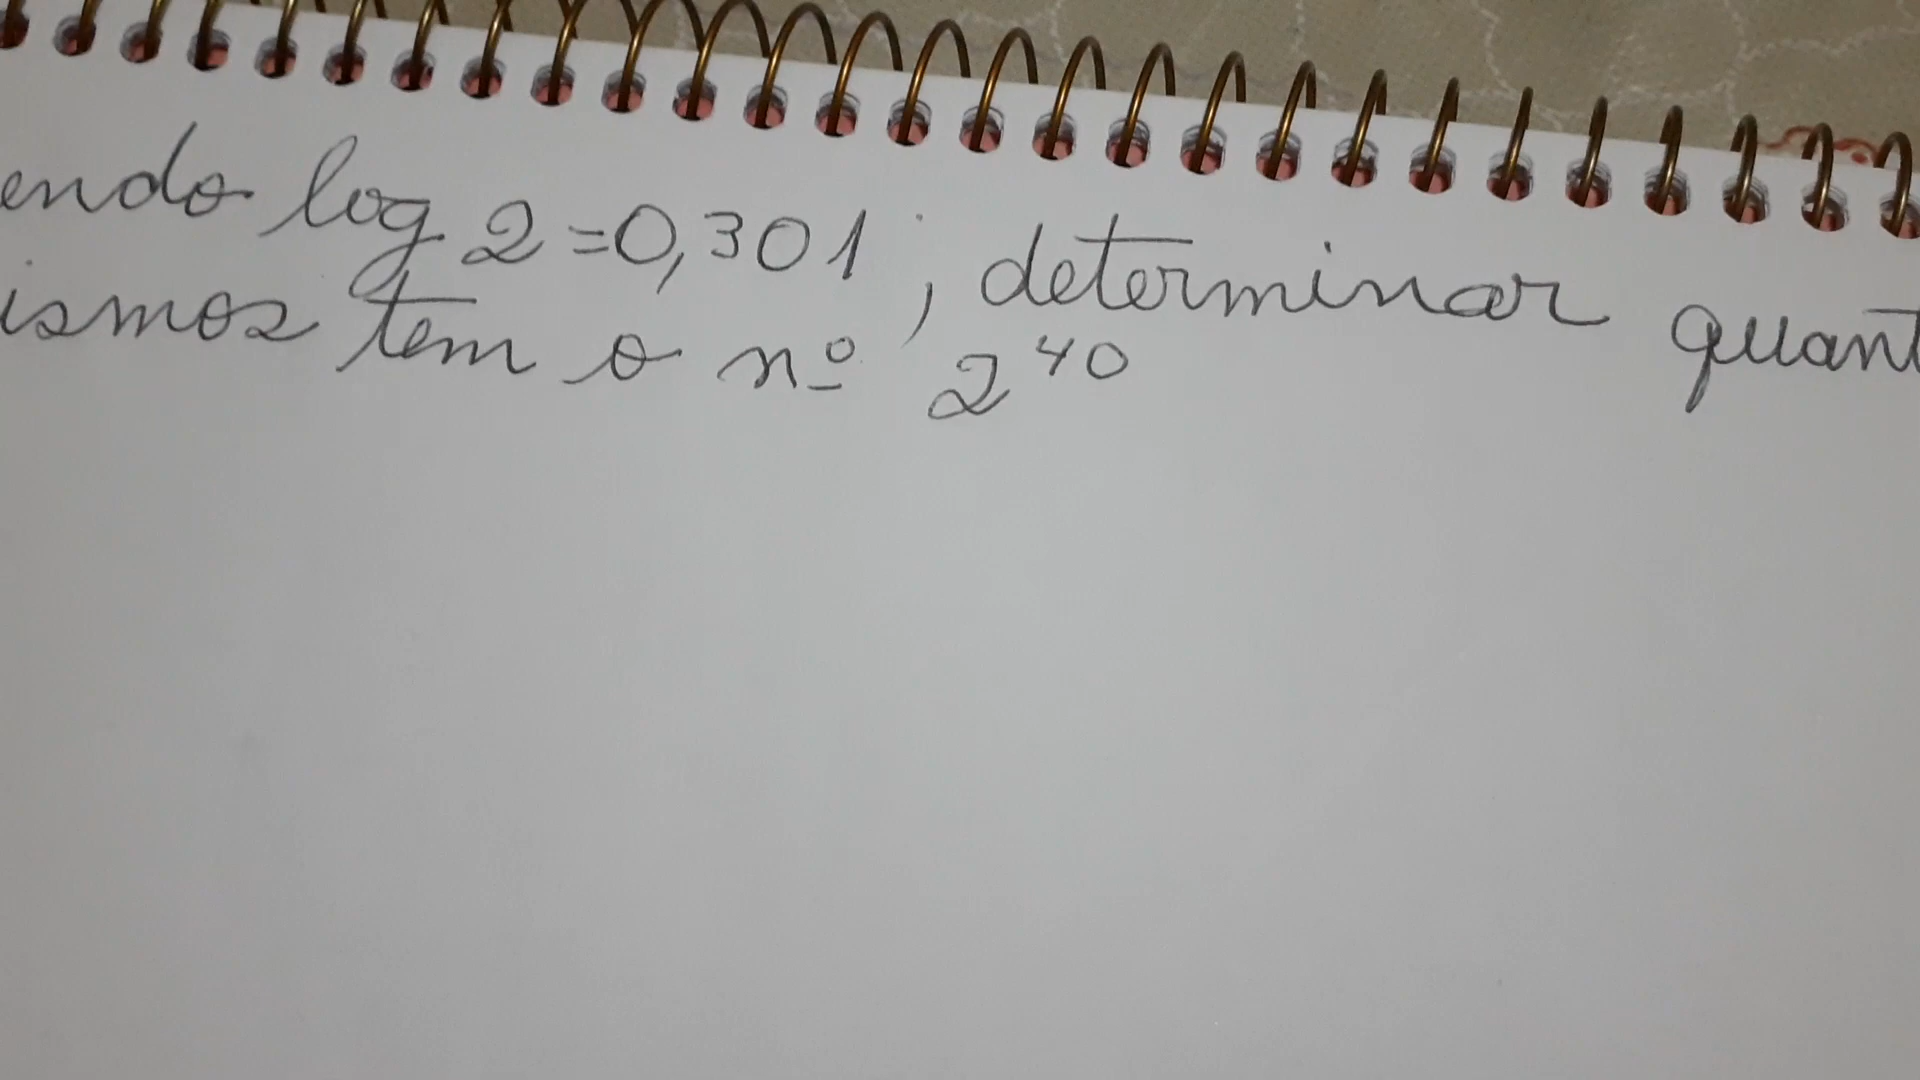 endo log 2=0,301, determinar quant
ismos tem o nº 2⁴⁰